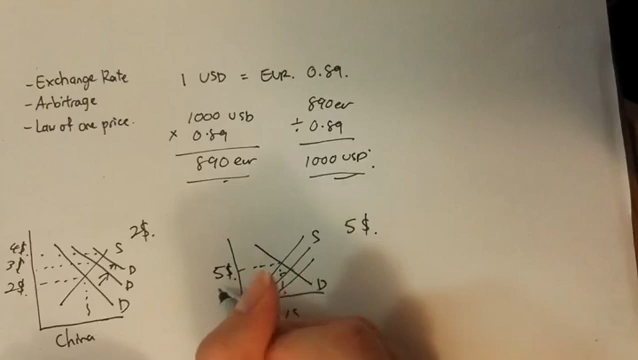 - Exchange Rate
- Arbitrage
- Law of one price.
1 USD = EUR. 0.89.
1000 USD
× 0.89
890 eur
890 eur
÷ 0.89
1000 USD.
4$.
3$
2$.
S
2$.
D
D
D
China
5$.
S
5$.
D